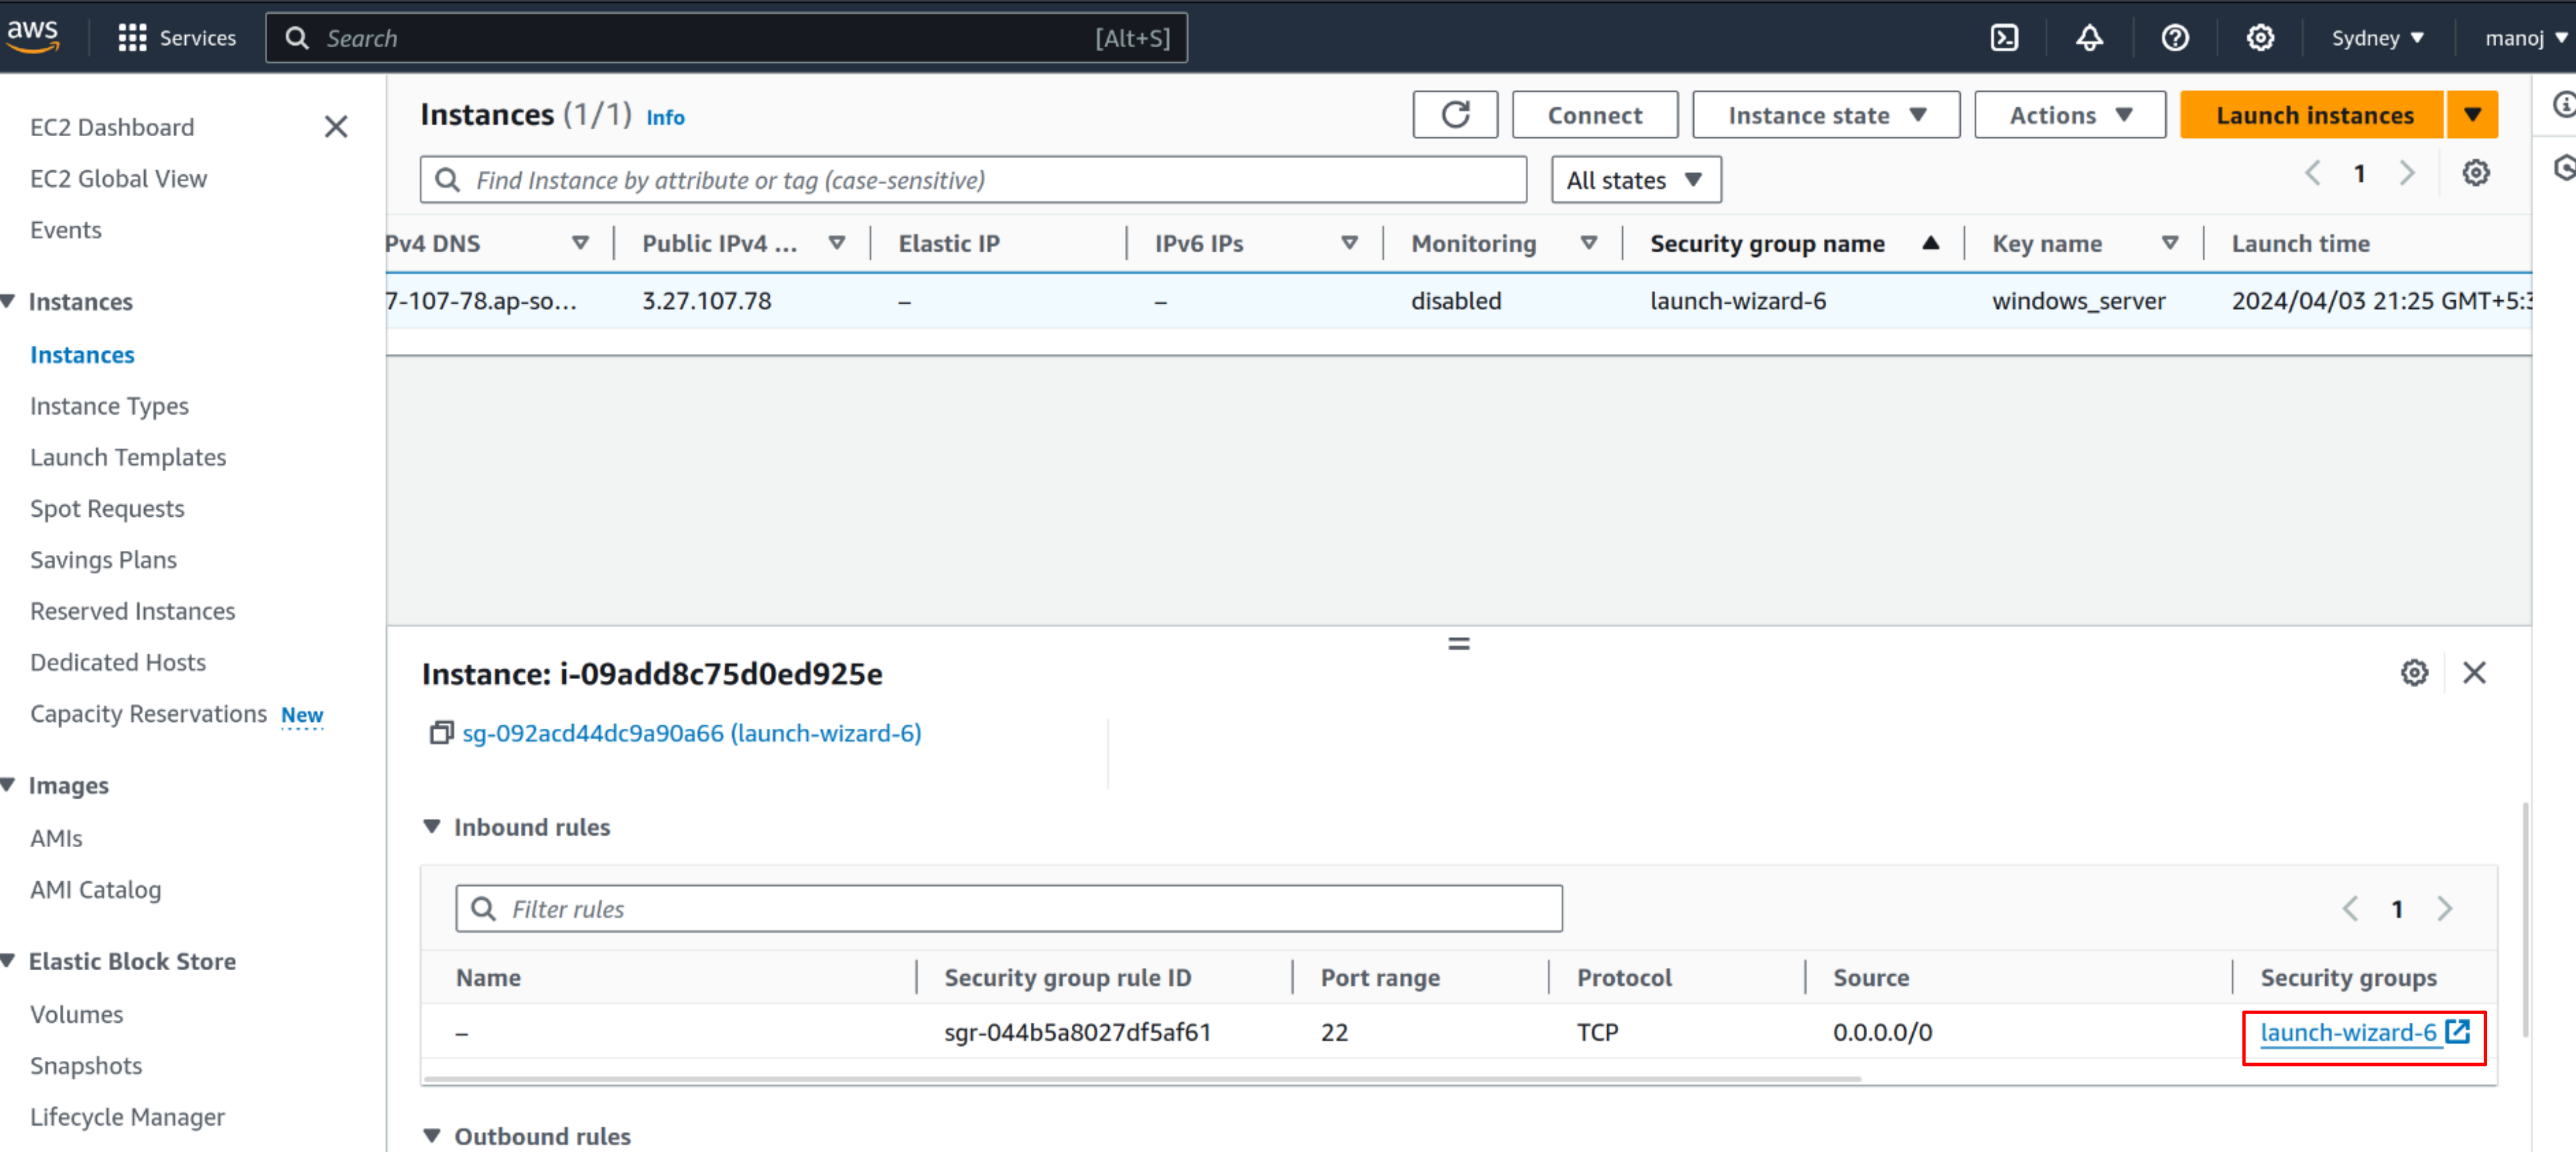 aws
Services
Search
[Alt+S]
Sydney
manoj
EC2 Dashboard
EC2 Global View
Events
Instances
Instances
Instance Types
Launch Templates
Spot Requests
Savings Plans
Reserved Instances
Dedicated Hosts
Capacity Reservations New
Images
AMIs
AMI Catalog
Elastic Block Store
Volumes
Snapshots
Lifecycle Manager
Instances (1/1) Info
Connect
Instance state
Actions
Launch instances
Find Instance by attribute or tag (case-sensitive)
All states
1
Pv4 DNS
Public IPv4 ...
Elastic IP
IPv6 IPs
Monitoring
Security group name
Key name
Launch time
7-107-78.ap-so...
3.27.107.78
–
–
disabled
launch-wizard-6
windows_server
2024/04/03 21:25 GMT+5:3
Instance: i-09add8c75d0ed925e
sg-092acd44dc9a90a66 (launch-wizard-6)
Inbound rules
Filter rules
1
Name
Security group rule ID
Port range
Protocol
Source
Security groups
–
sgr-044b5a8027df5af61
22
TCP
0.0.0.0/0
launch-wizard-6
Outbound rules